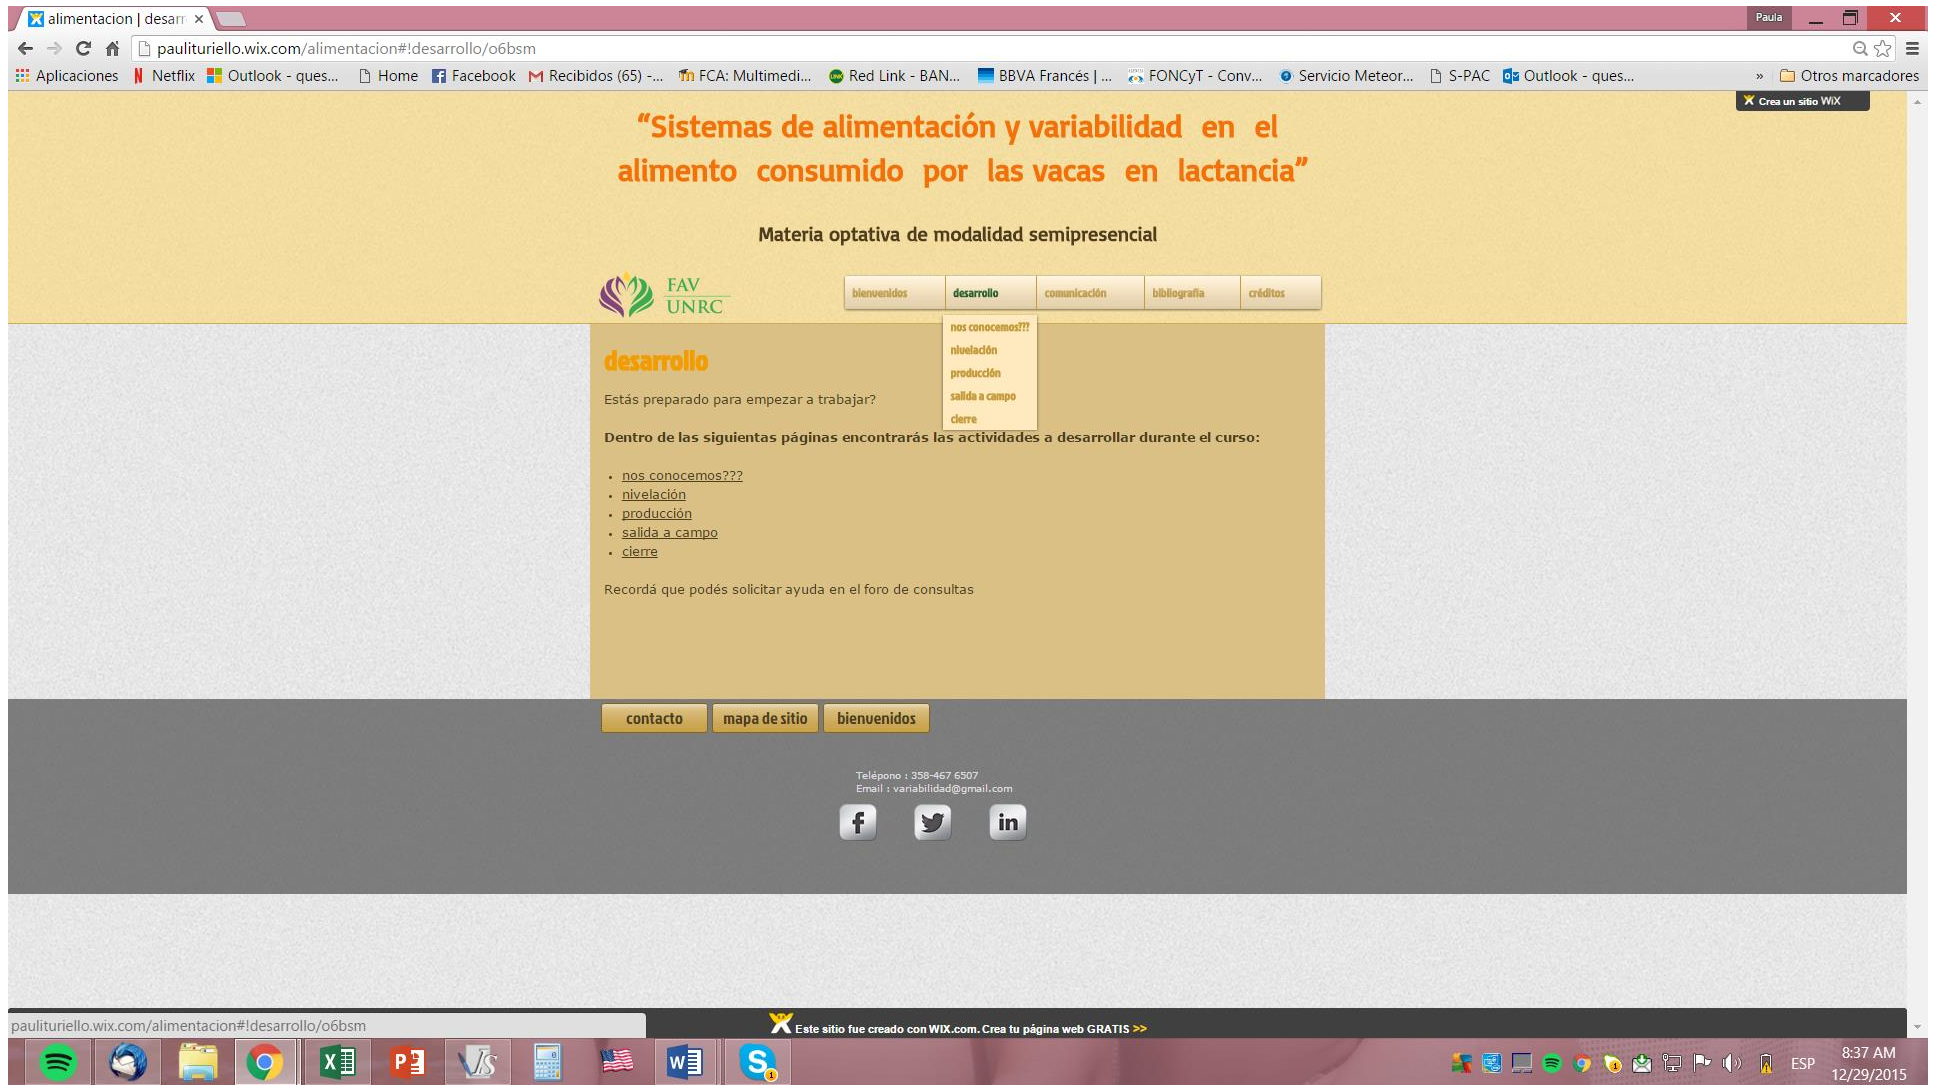 alimentacion | desarr
Paula
paulituriello.wix.com/alimentacion#!desarrollo/o6bsm
Aplicaciones Netflix Outlook - ques... Home Facebook Recibidos (65) -... FCA: Multimedi... Red Link - BAN... BBVA Francés | ... FONCyT - Conv... Servicio Meteor... S-PAC Outlook - ques... » Otros marcadores
Crea un sitio WiX
“Sistemas de alimentación y variabilidad en el
alimento consumido por las vacas en lactancia”
Materia optativa de modalidad semipresencial
FAV
UNRC
bienvenidos desarrollo comunicación bibliografía créditos
nos conocemos???
nivelación
producción
salida a campo
cierre
desarrollo
Estás preparado para empezar a trabajar?
Dentro de las siguientas páginas encontrarás las actividades a desarrollar durante el curso:
• nos conocemos???
• nivelación
• producción
• salida a campo
• cierre
Recordá que podés solicitar ayuda en el foro de consultas
contacto mapa de sitio bienvenidos
Telépono : 358-467 6507
Email : variabilidad@gmail.com
paulituriello.wix.com/alimentacion#!desarrollo/o6bsm
Este sitio fue creado con WIX.com. Crea tu página web GRATIS >>
ESP
8:37 AM
12/29/2015